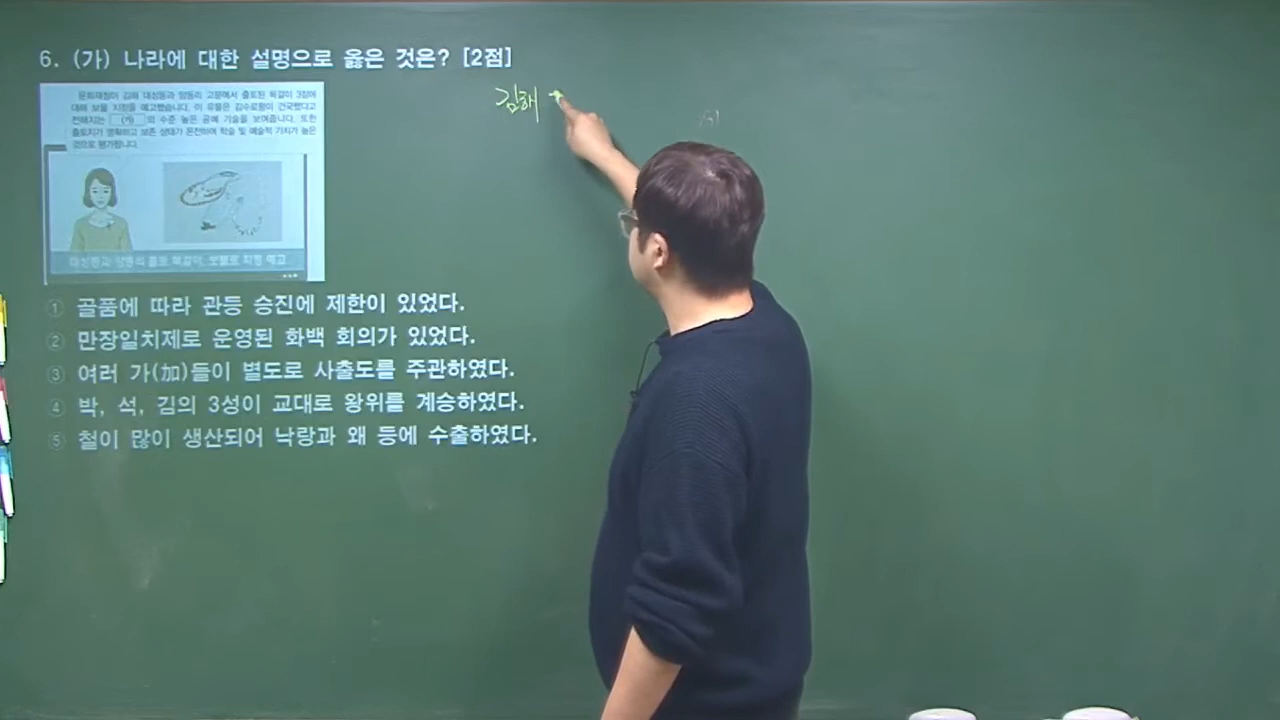 6. (가) 나라에 대한 설명으로 옳은 것은? [2점]
문화재청이 김해 대성동과 양동리 고분에서 출토된 목걸이 3점에
대해 보물 지정을 예고했습니다. 이 유물은 김수로왕이 건국했다고
전해지는 (가) 의 수준 높은 공예 기술을 보여줍니다. 또한
출토지가 명확하고 보존 상태가 온전하여 학술 및 예술적 가치가 높은
것으로 평가됩니다.
대성동과 양동리 출토 목걸이, 보물로 지정 예고
김해
① 골품에 따라 관등 승진에 제한이 있었다.
② 만장일치제로 운영된 화백 회의가 있었다.
③ 여러 가(加)들이 별도로 사출도를 주관하였다.
④ 박, 석, 김의 3성이 교대로 왕위를 계승하였다.
⑤ 철이 많이 생산되어 낙랑과 왜 등에 수출하였다.